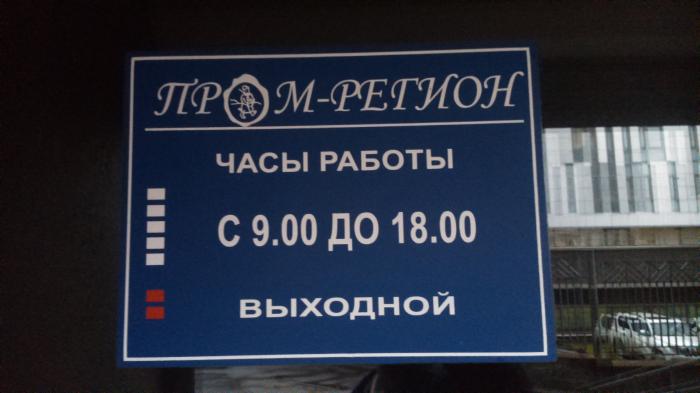 ПРОМ-РЕГИОН
ЧАСЫ РАБОТЫ
С 9.00 ДО 18.00
ВЫХОДНОЙ